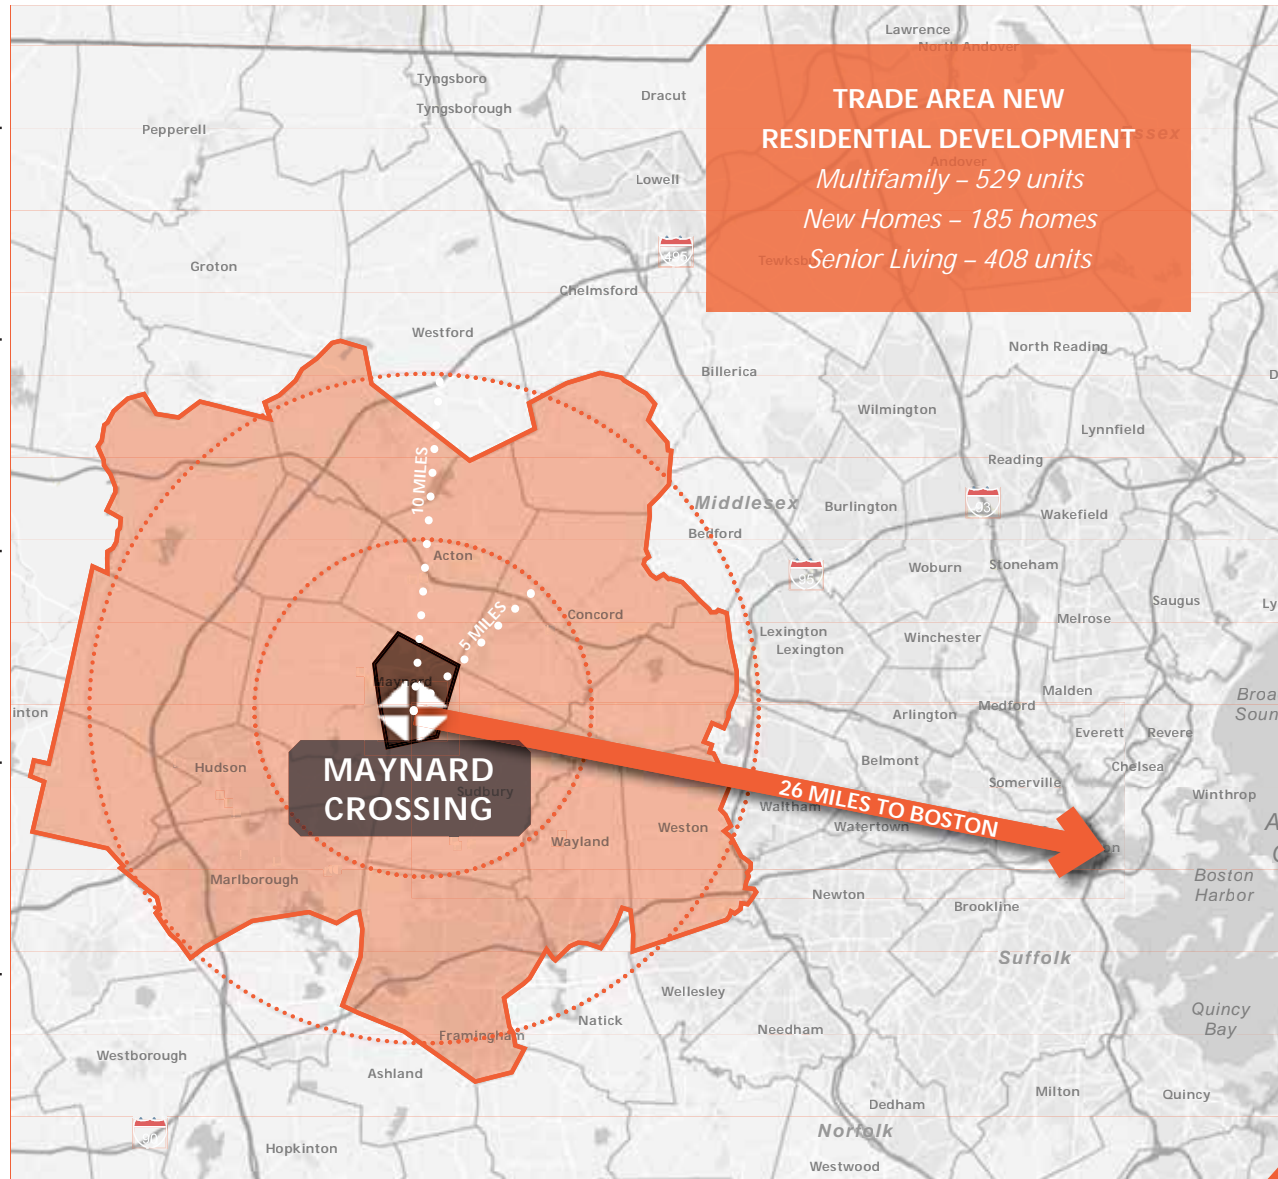 Lawrence
North Andover
TRADE AREA NEW
RESIDENTIAL DEVELOPMENT
Multifamily – 529 units
New Homes – 185 homes
Senior Living – 408 units
Andover
Tyngsboro
Tyngsborough
Dracut
Pepperell
Lowell
495
Groton
Chelmsford
Westford
North Reading
Billerica
Wilmington
Lynnfield
Reading
10 MILES
Middlesex
Burlington
93
Wakefield
Bedford
Acton
95
Woburn
Stoneham
5 MILES
Concord
Saugus
Melrose
Lexington
Lexington
Winchester
Maynard
Malden
Medford
Arlington
Everett
Revere
Belmont
Chelsea
Hudson
MAYNARD
CROSSING
Sudbury
26 MILES TO BOSTON
Somerville
Winthrop
Waltham
Watertown
Weston
Wayland
Marlborough
Newton
Brookline
Boston
Harbor
Suffolk
Wellesley
Natick
Needham
Quincy
Bay
Framingham
Westborough
Ashland
Milton
Quincy
Dedham
90
Norfolk
Hopkinton
Westwood